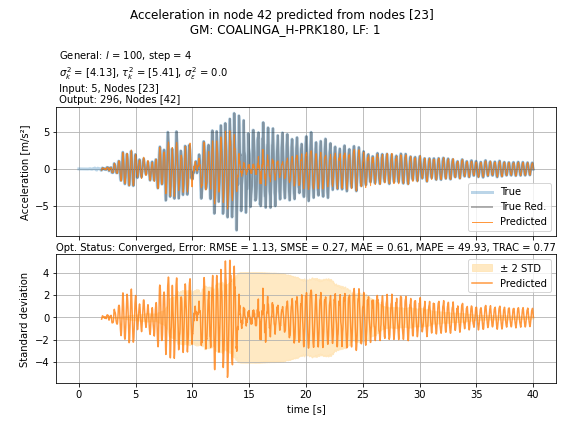 Acceleration in node 42 predicted from nodes [23]
GM: COALINGA_H-PRK180, LF: 1
General: l = 100, step = 4
σ²ₖ = [4.13], τ²ₖ = [5.41], σ²ε = 0.0
Input: 5, Nodes [23]
Output: 296, Nodes [42]
Acceleration [m/s²]
5
0
−5
True
True Red.
Predicted
Opt. Status: Converged, Error: RMSE = 1.13, SMSE = 0.27, MAE = 0.61, MAPE = 49.93, TRAC = 0.77
Standard deviation
4
2
0
−2
−4
± 2 STD
Predicted
0 5 10 15 20 25 30 35 40
time [s]